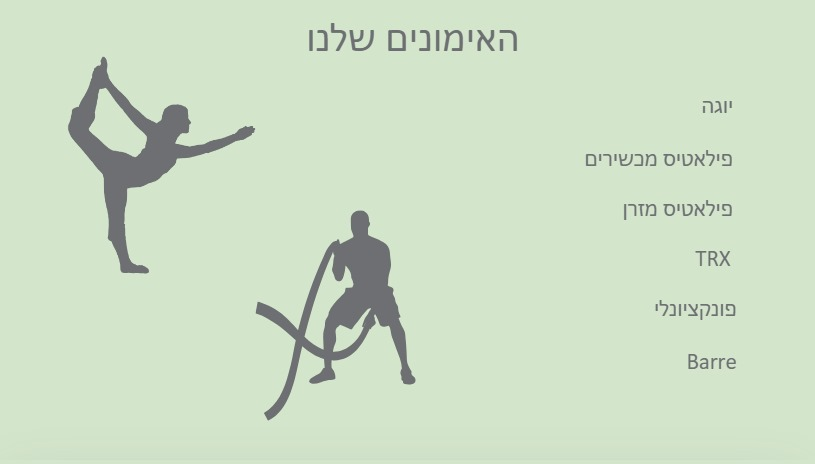 האימונים שלנו
יוגה
פילאטיס מכשירים
פילאטיס מזרן
TRX
פונקציונלי
Barre